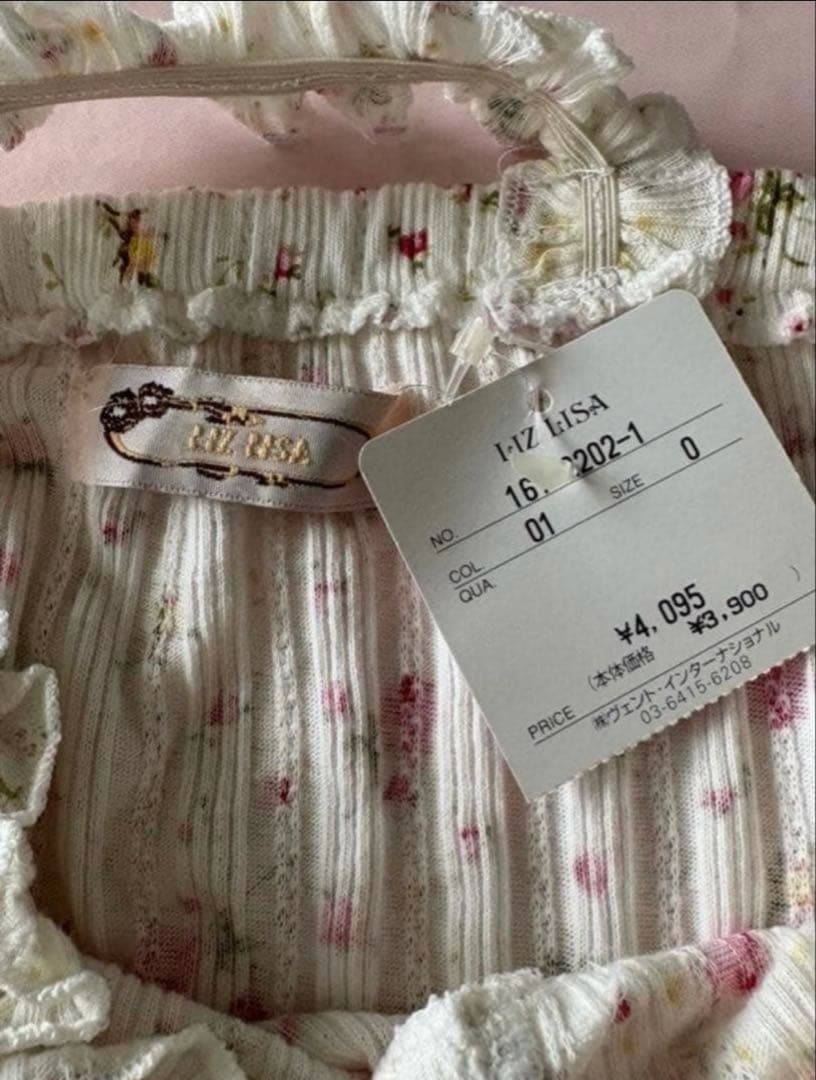 LIZ LISA
LIZ LISA
NO. 16. 202-1
COL 01 SIZE 0
QUA.
¥4,095
(本体価格 ¥3,900 )
PRICE
㈱ヴェント・インターナショナル
03-6415-6208